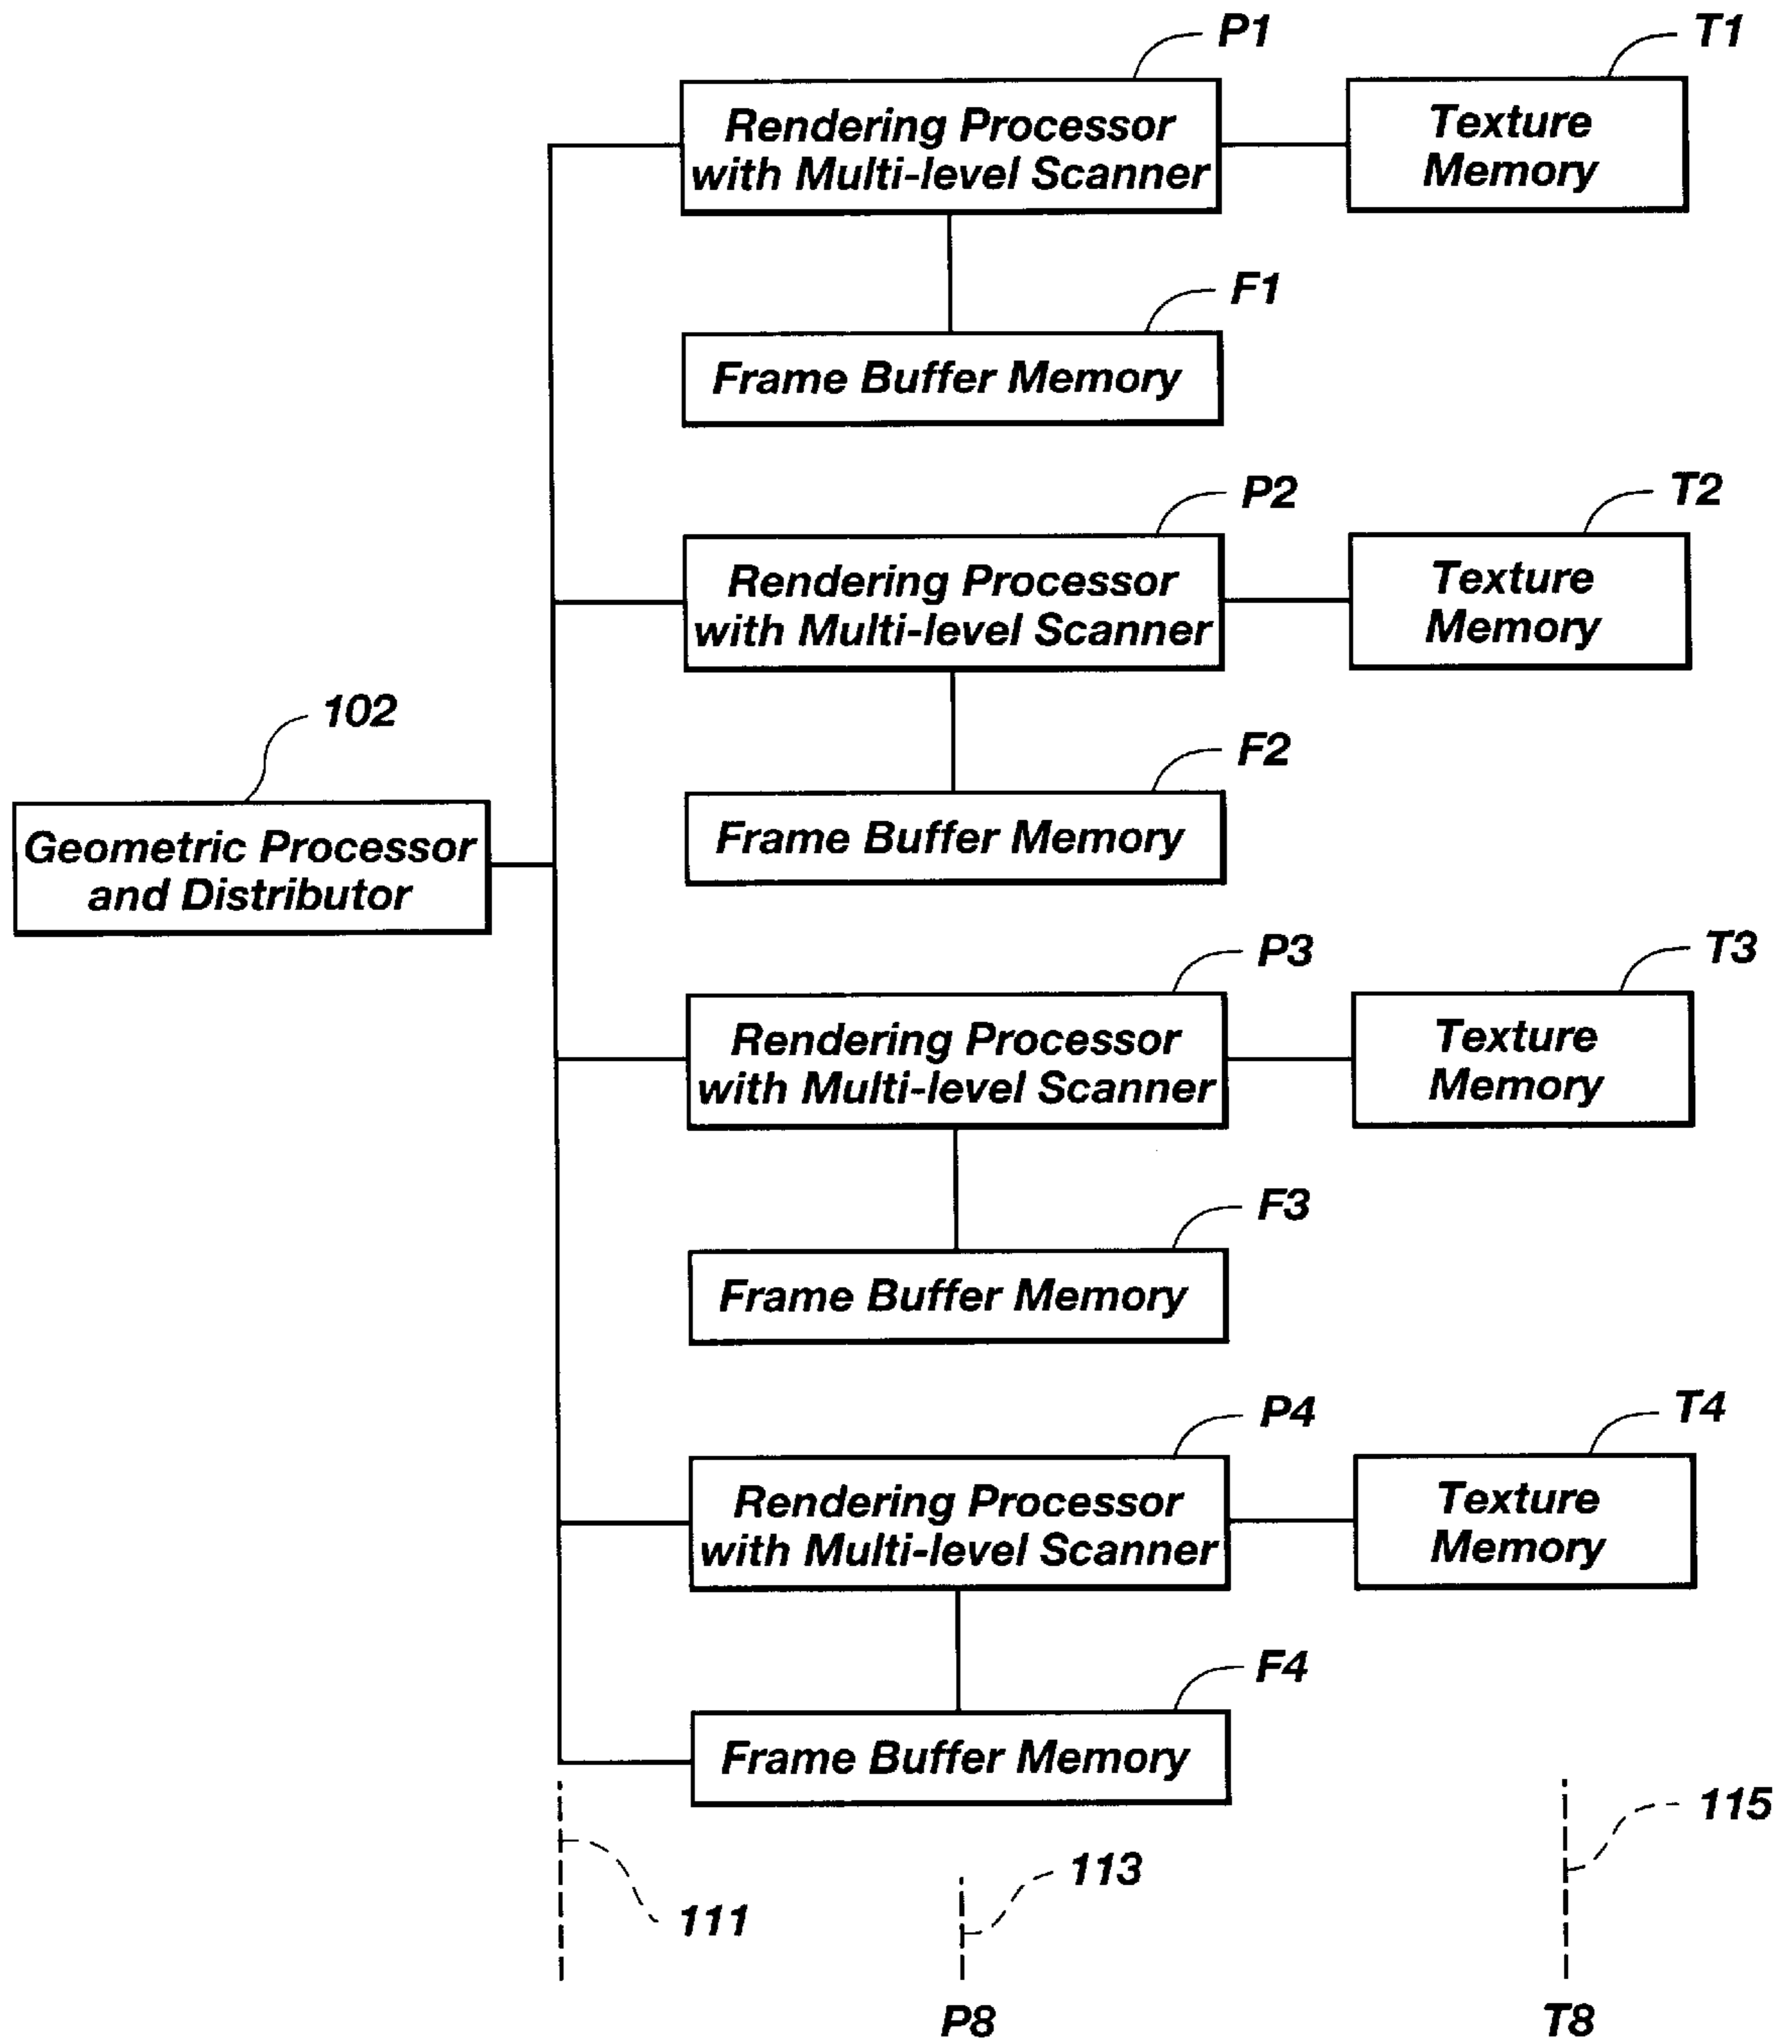 P1
T1
Rendering Processor
with Multi-level Scanner
Texture
Memory
F1
Frame Buffer Memory
P2
T2
Rendering Processor
with Multi-level Scanner
Texture
Memory
102
F2
Geometric Processor
and Distributor
Frame Buffer Memory
P3
T3
Rendering Processor
with Multi-level Scanner
Texture
Memory
F3
Frame Buffer Memory
P4
T4
Rendering Processor
with Multi-level Scanner
Texture
Memory
F4
Frame Buffer Memory
115
113
111
P8
T8